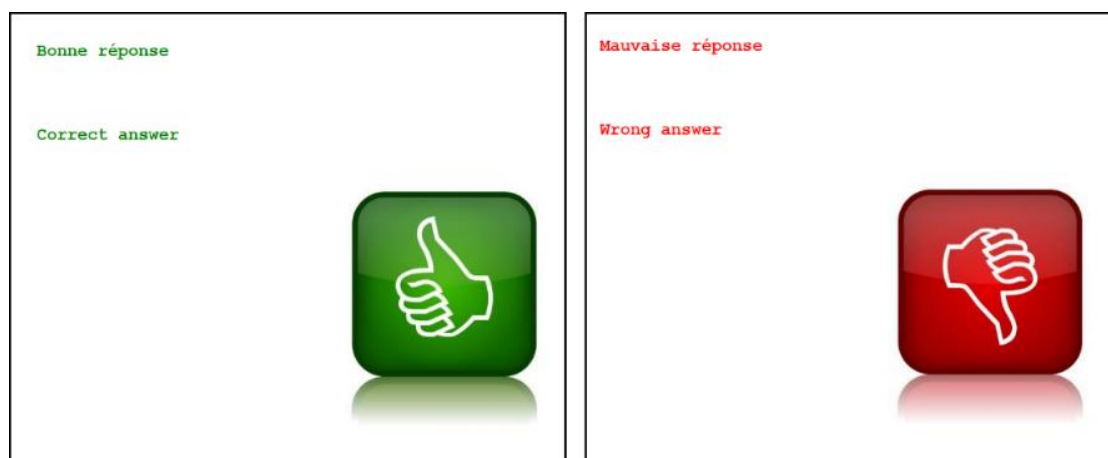 Bonne réponse
Correct answer
Mauvaise réponse
Wrong answer